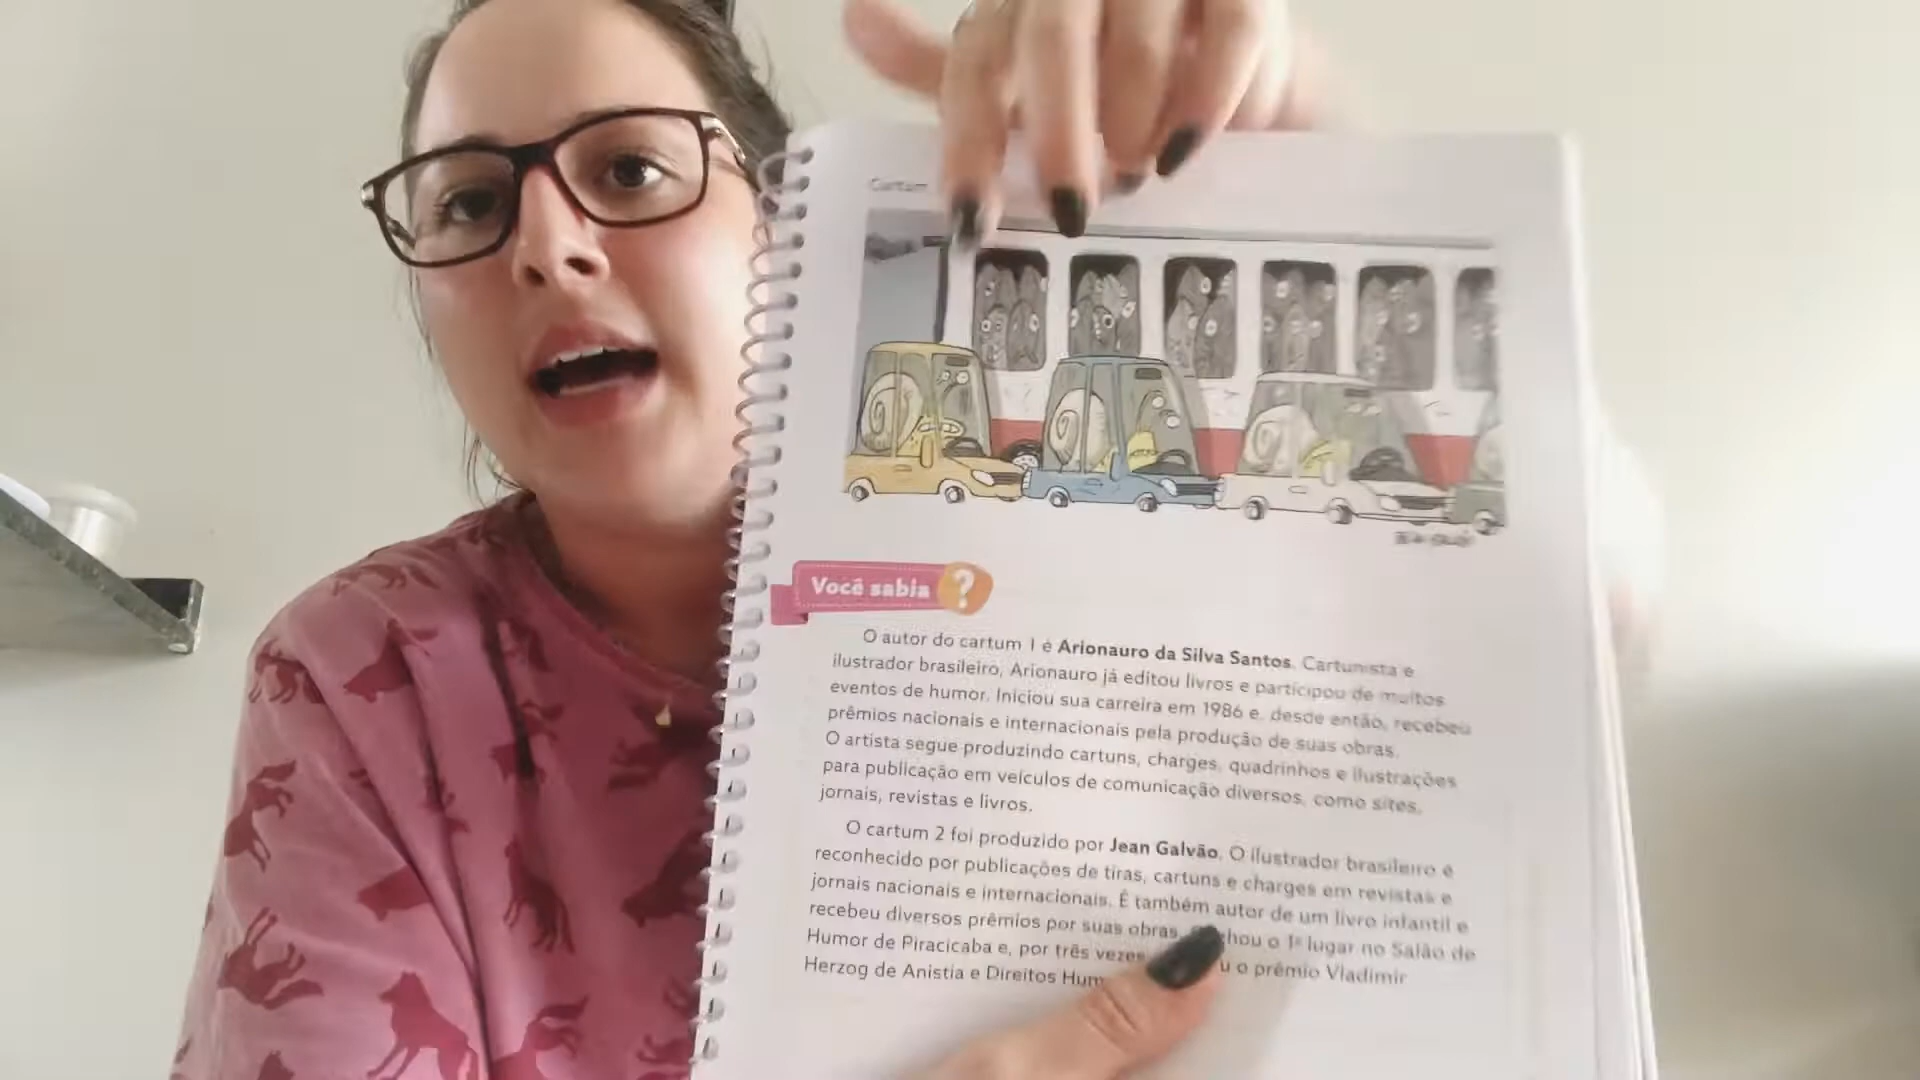 Cartum
Você sabia ?
O autor do cartum 1 é Arionauro da Silva Santos. Cartunista e
ilustrador brasileiro, Arionauro já editou livros e participou de muitos
eventos de humor. Iniciou sua carreira em 1986 e, desde então, recebeu
prêmios nacionais e internacionais pela produção de suas obras.
O artista segue produzindo cartuns, charges, quadrinhos e ilustrações
para publicação em veículos de comunicação diversos, como sites,
jornais, revistas e livros.
O cartum 2 foi produzido por Jean Galvão. O ilustrador brasileiro é
reconhecido por publicações de tiras, cartuns e charges em revistas e
jornais nacionais e internacionais. É também autor de um livro infantil e
recebeu diversos prêmios por suas obras. hou o 1º lugar no Salão de
Humor de Piracicaba e, por três vezes u o prêmio Vladimir
Herzog de Anistia e Direitos Hum